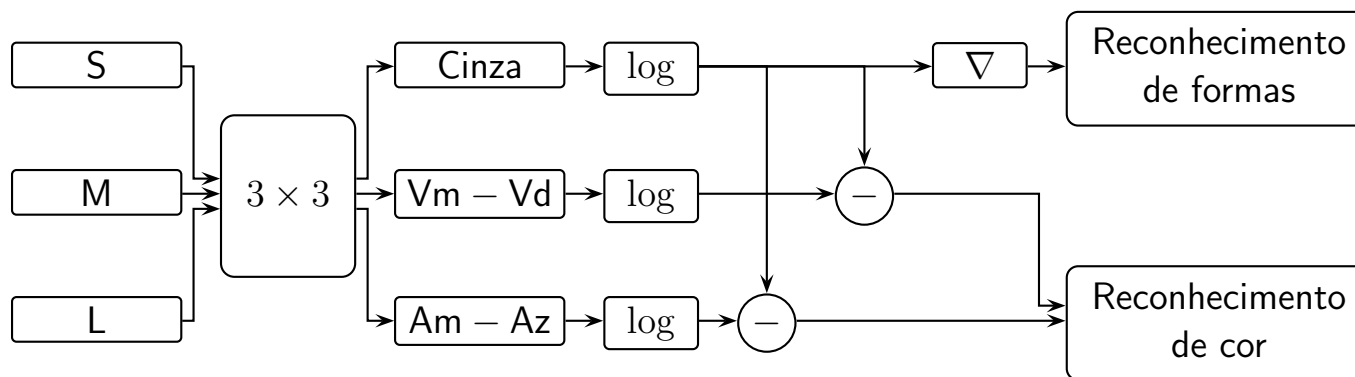 S
Cinza
log
∇
Reconhecimento
de formas
M
3 × 3
Vm – Vd
log
−
L
Am – Az
log
−
Reconhecimento
de cor